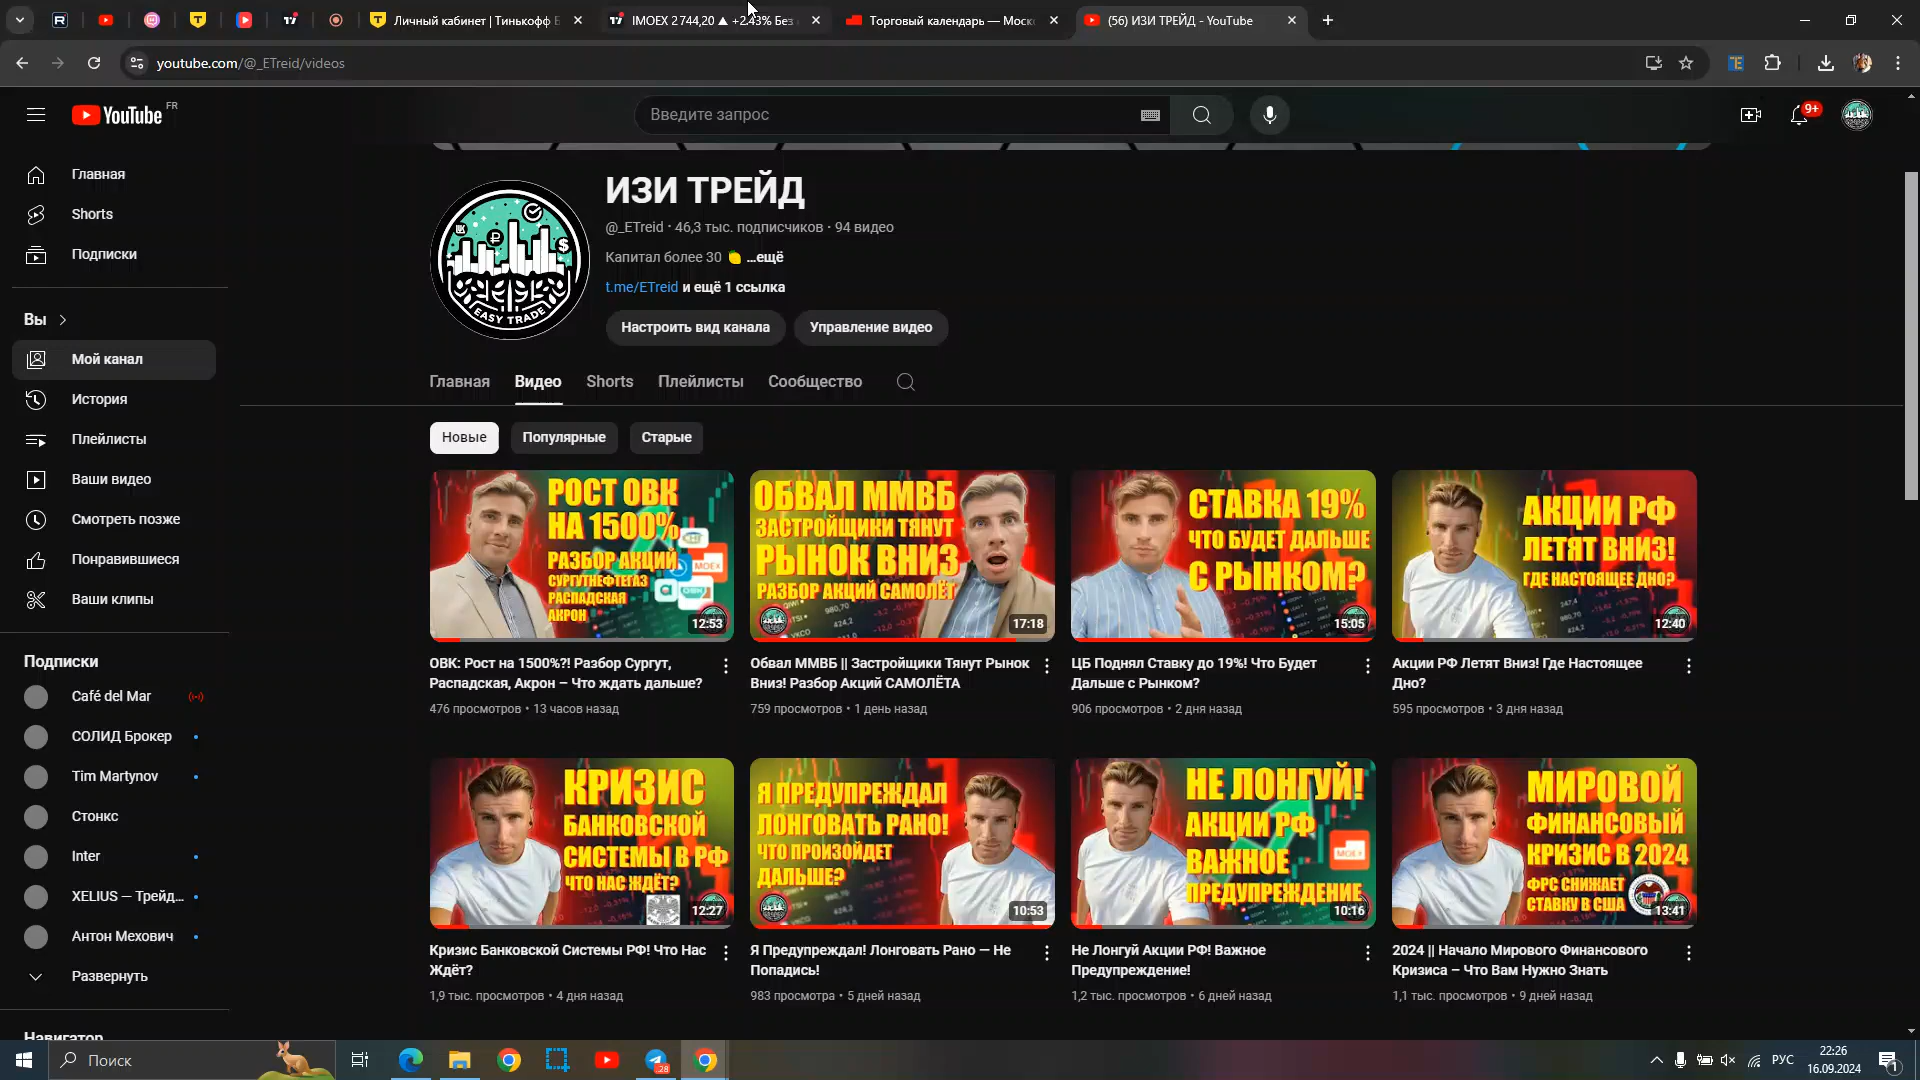 Личный кабинет | Тинькофф Б
IMOEX 2 744,20 ▲ +2.43% Без
Торговый календарь — Моск
(56) ИЗИ ТРЕЙД - YouTube
youtube.com/@_ETreid/videos
YouTube
FR
Введите запрос
9+
Главная
Shorts
Подписки
Вы
Мой канал
История
Плейлисты
Ваши видео
Смотреть позже
Понравившиеся
Ваши клипы
Подписки
Café del Mar
СОЛИД Брокер
Tim Martynov
Стонкс
Inter
XELIUS — Трейд...
Антон Мехович
Развернуть
Навигатор
EASY TRADE
ИЗИ ТРЕЙД
@_ETreid · 46,3 тыс. подписчиков · 94 видео
Капитал более 30 🍋 ...ещё
t.me/ETreid и ещё 1 ссылка
Настроить вид канала
Управление видео
Главная
Видео
Shorts
Плейлисты
Сообщество
Новые
Популярные
Старые
РОСТ ОВК
НА 1500%
РАЗБОР АКЦИЙ
СУРГУТНЕФТЕГАЗ
РАСПАДСКАЯ
АКРОН
MOEX
12:53
ОВК: Рост на 1500%?! Разбор Сургут,
Распадская, Акрон – Что ждать дальше?
476 просмотров • 13 часов назад
ОБВАЛ ММВБ
ЗАСТРОЙЩИКИ ТЯНУТ
РЫНОК ВНИЗ
РАЗБОР АКЦИЙ САМОЛЁТ
17:18
Обвал ММВБ || Застройщики Тянут Рынок
Вниз! Разбор Акций САМОЛЁТА
759 просмотров • 1 день назад
СТАВКА 19%
ЧТО БУДЕТ ДАЛЬШЕ
С РЫНКОМ?
15:05
ЦБ Поднял Ставку до 19%! Что Будет
Дальше с Рынком?
906 просмотров • 2 дня назад
АКЦИИ РФ
ЛЕТЯТ ВНИЗ!
ГДЕ НАСТОЯЩЕЕ ДНО?
12:40
Акции РФ Летят Вниз! Где Настоящее
Дно?
595 просмотров • 3 дня назад
КРИЗИС
БАНКОВСКОЙ
СИСТЕМЫ В РФ
ЧТО НАС ЖДЁТ?
12:27
Кризис Банковской Системы РФ! Что Нас
Ждёт?
1,9 тыс. просмотров • 4 дня назад
Я ПРЕДУПРЕЖДАЛ
ЛОНГОВАТЬ РАНО!
ЧТО ПРОИЗОЙДЕТ
ДАЛЬШЕ?
10:53
Я Предупреждал! Лонговать Рано — Не
Попадись!
983 просмотра • 5 дней назад
НЕ ЛОНГУЙ!
АКЦИИ РФ
ВАЖНОЕ
ПРЕДУПРЕЖДЕНИЕ
MOEX
10:16
Не Лонгуй Акции РФ! Важное
Предупреждение!
1,2 тыс. просмотров • 6 дней назад
МИРОВОЙ
ФИНАНСОВЫЙ
КРИЗИС В 2024
ФРС СНИЖАЕТ
СТАВКУ В США
13:41
2024 || Начало Мирового Финансового
Кризиса – Что Вам Нужно Знать
1,1 тыс. просмотров • 9 дней назад
Поиск
28
РУС
22:26
16.09.2024
1